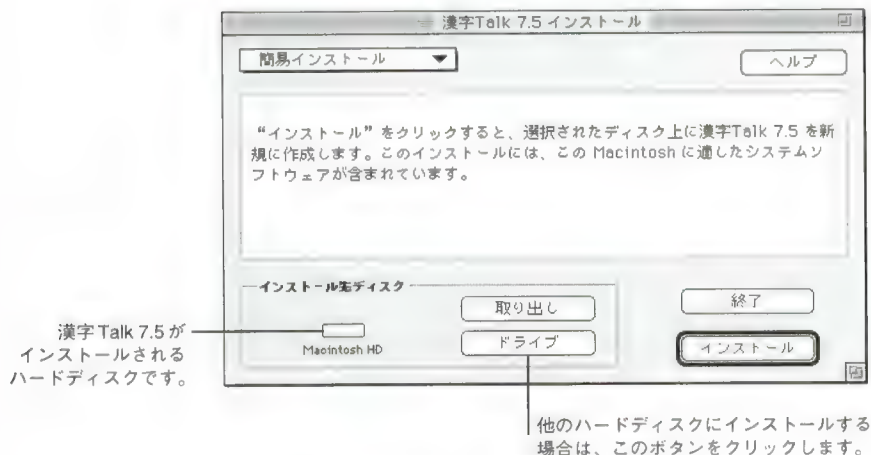 漢字Talk 7.5 インストール
簡易インストール
ヘルプ
“インストール”をクリックすると、選択されたディスク上に漢字Talk 7.5 を新
規に作成します。このインストールには、この Macintosh に適したシステムソ
フトウェアが含まれています。
インストール先ディスク
取り出し
終了
Macintosh HD
ドライブ
インストール
漢字 Talk 7.5 が
インストールされる
ハードディスクです。
他のハードディスクにインストールする
場合は、このボタンをクリックします。